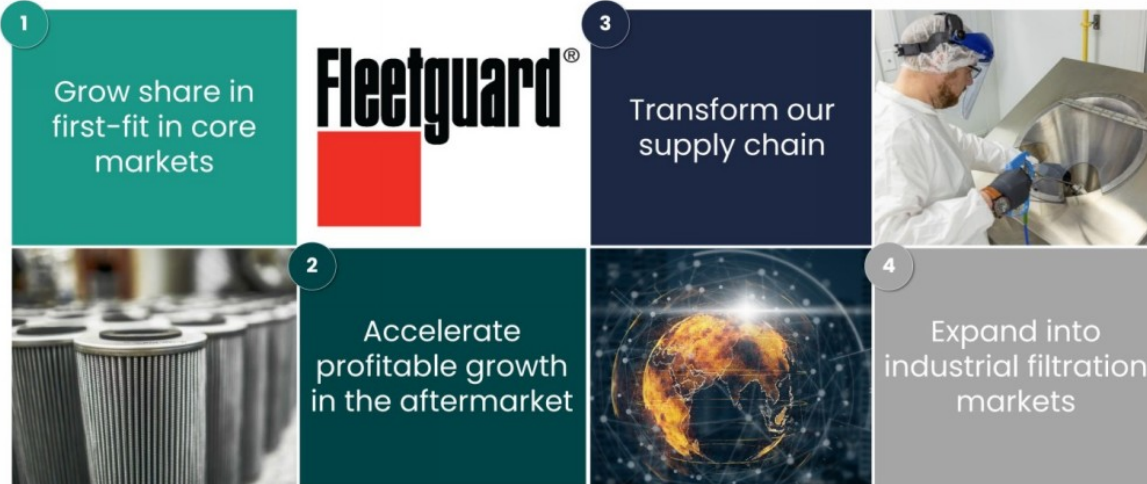 1
Grow share in
first-fit in core
markets
Fleetguard®
2
Accelerate
profitable growth
in the aftermarket
3
Transform our
supply chain
4
Expand into
industrial filtration
markets